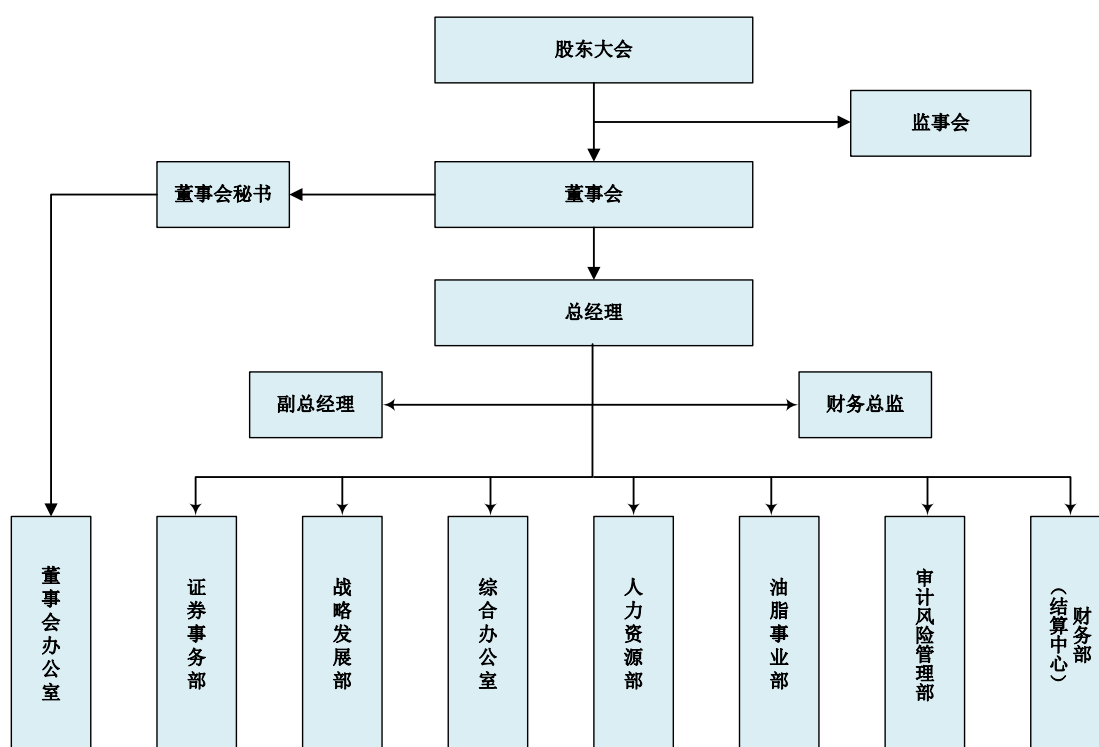 股东大会
监事会
董事会秘书
董事会
总经理
副总经理
财务总监
董事会办公室
证券事务部
战略发展部
综合办公室
人力资源部
油脂事业部
审计风险管理部
财务部
（结算中心）